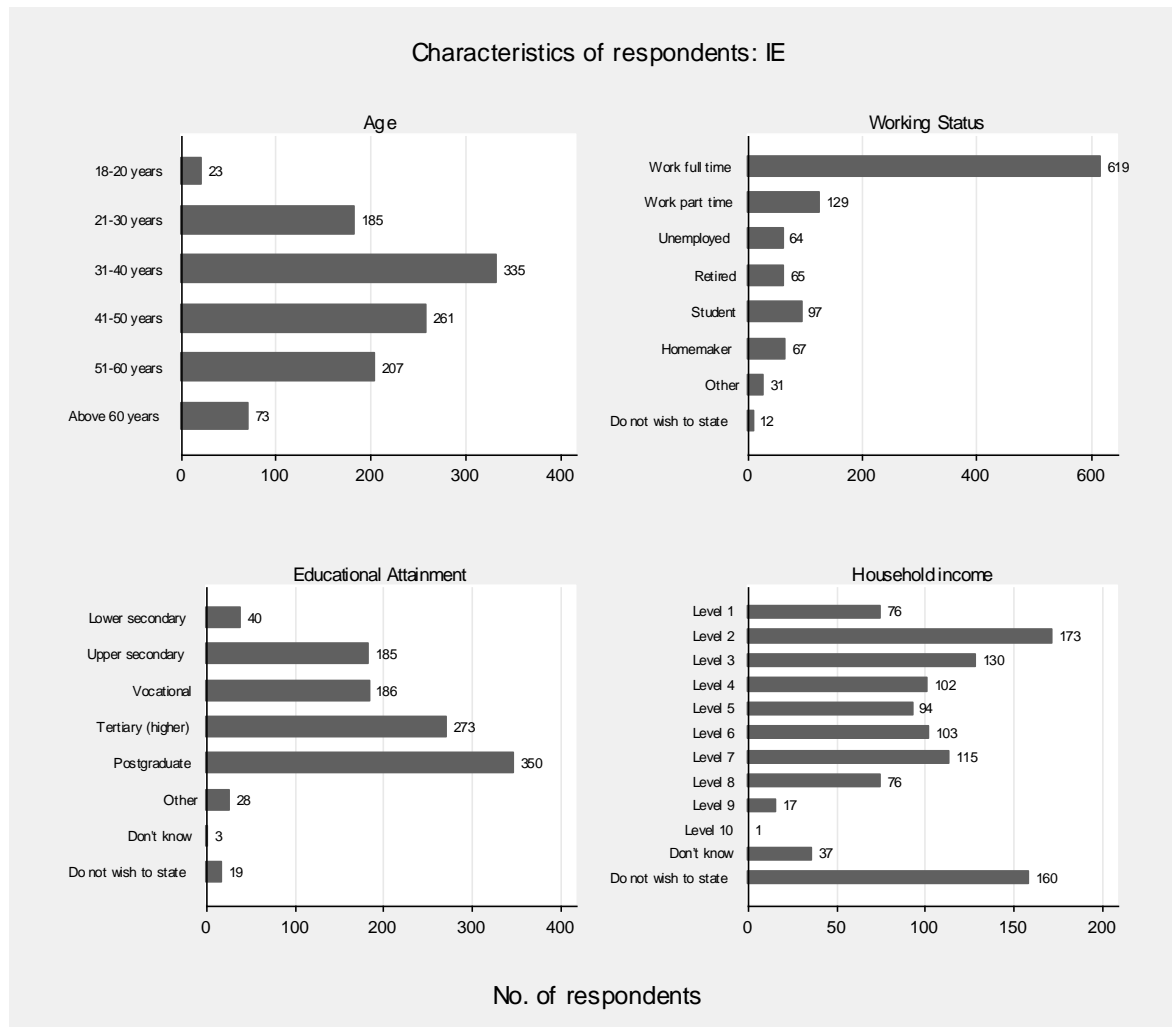 Characteristics of respondents: IE
Age
18-20 years 23
21-30 years 185
31-40 years 335
41-50 years 261
51-60 years 207
Above 60 years 73
0 100 200 300 400
Working Status
Work full time 619
Work part time 129
Unemployed 64
Retired 65
Student 97
Homemaker 67
Other 31
Do not wish to state 12
0 200 400 600
Educational Attainment
Lower secondary 40
Upper secondary 185
Vocational 186
Tertiary (higher) 273
Postgraduate 350
Other 28
Don't know 3
Do not wish to state 19
0 100 200 300 400
Household income
Level 1 76
Level 2 173
Level 3 130
Level 4 102
Level 5 94
Level 6 103
Level 7 115
Level 8 76
Level 9 17
Level 10 1
Don't know 37
Do not wish to state 160
0 50 100 150 200
No. of respondents